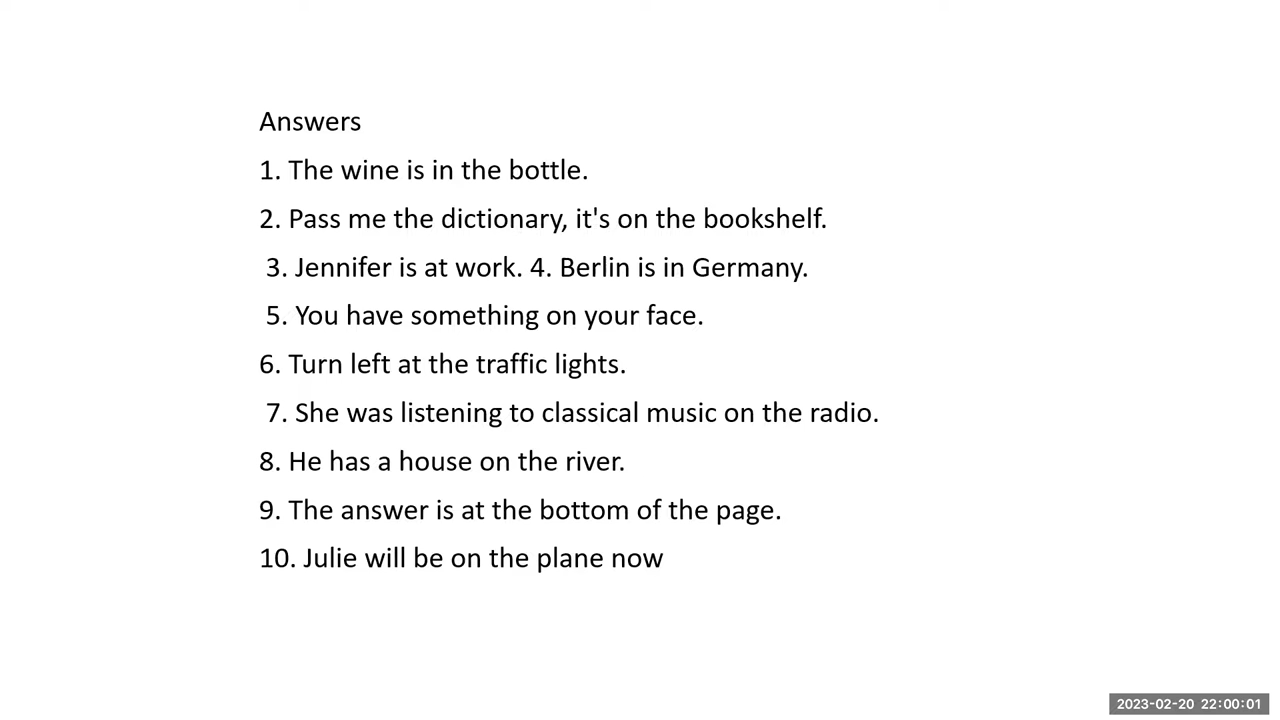 Answers
1. The wine is in the bottle.
2. Pass me the dictionary, it's on the bookshelf.
3. Jennifer is at work. 4. Berlin is in Germany.
5. You have something on your face.
6. Turn left at the traffic lights.
7. She was listening to classical music on the radio.
8. He has a house on the river.
9. The answer is at the bottom of the page.
10. Julie will be on the plane now
2023-02-20 22:00:01